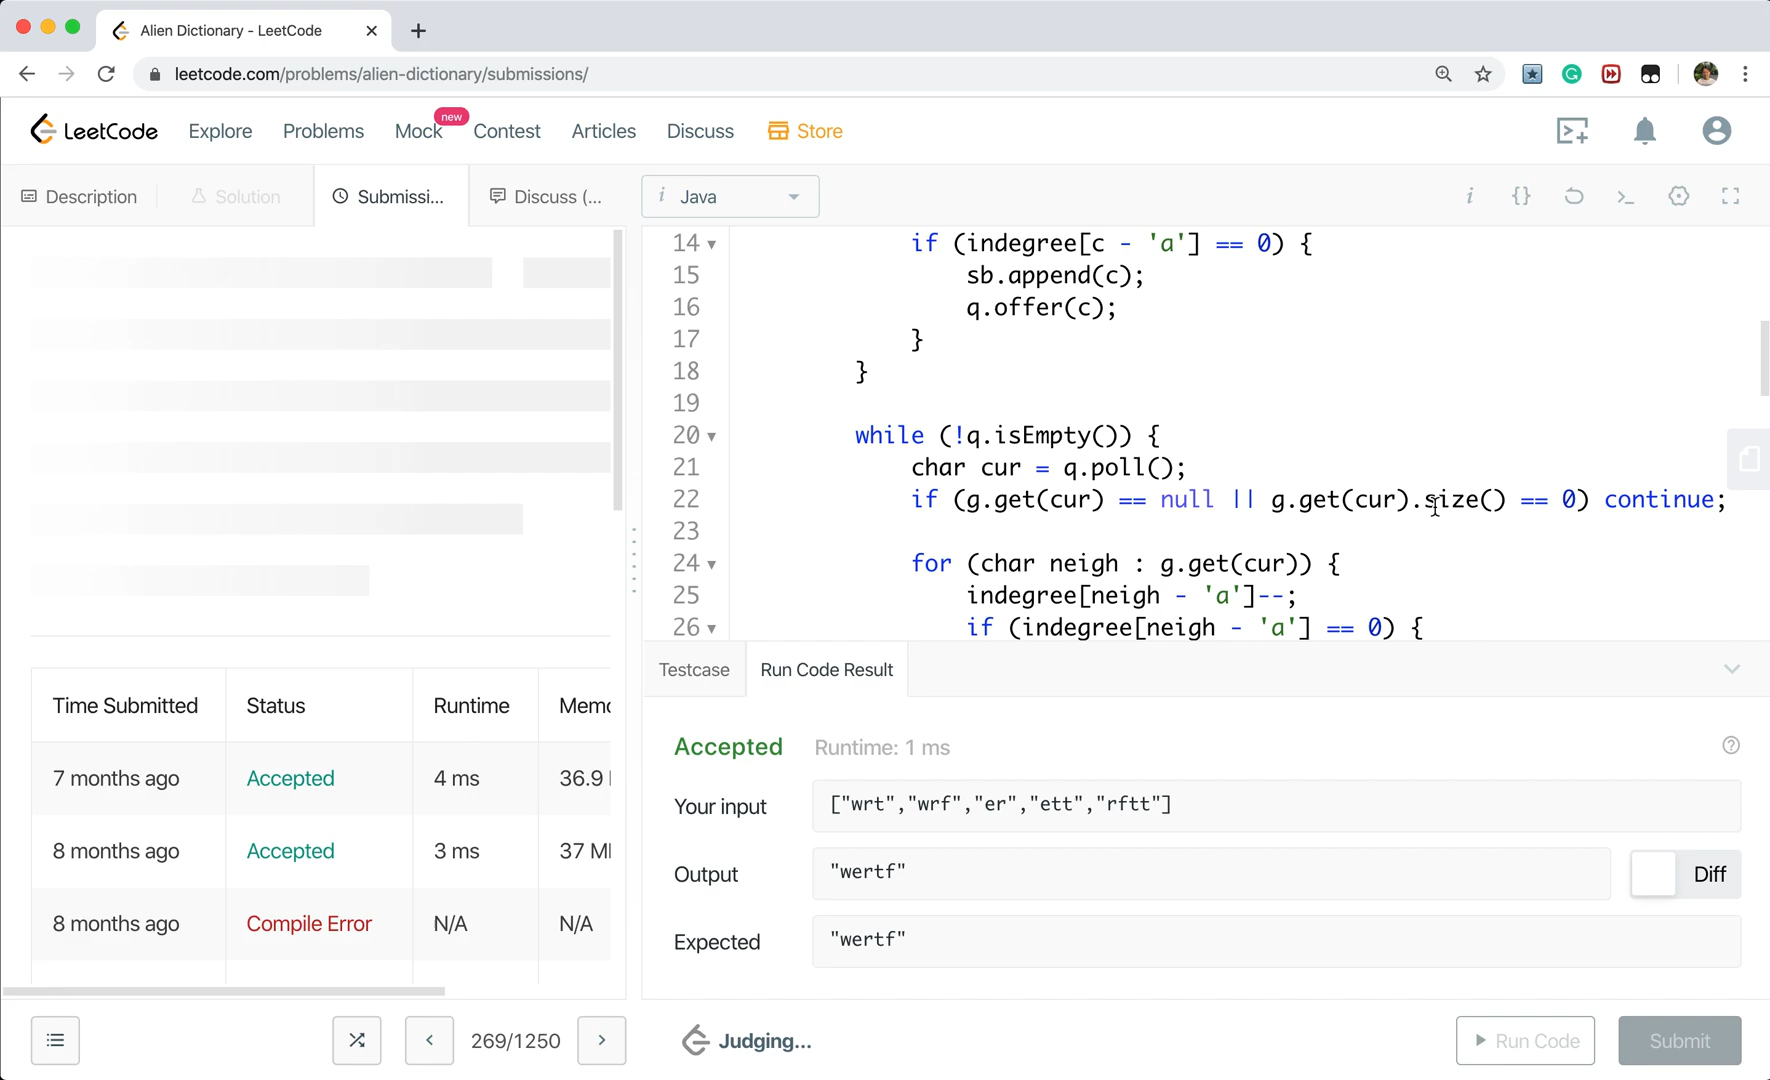 Alien Dictionary - LeetCode
leetcode.com/problems/alien-dictionary/submissions/
LeetCode Explore Problems Mock new Contest Articles Discuss Store
Description Solution Submissi... Discuss (...
i Java
14 if (indegree[c - 'a'] == 0) {
15 sb.append(c);
16 q.offer(c);
17 }
18 }
19
20 while (!q.isEmpty()) {
21 char cur = q.poll();
22 if (g.get(cur) == null || g.get(cur).size() == 0) continue;
23
24 for (char neigh : g.get(cur)) {
25 indegree[neigh - 'a']--;
26 if (indegree[neigh - 'a'] == 0) {
Testcase Run Code Result
Accepted Runtime: 1 ms
Your input ["wrt","wrf","er","ett","rftt"]
Output "wertf" Diff
Expected "wertf"
Time Submitted Status Runtime
7 months ago Accepted 4 ms 36.9
8 months ago Accepted 3 ms 37
8 months ago Compile Error N/A N/A
269/1250
Judging...
Run Code Submit